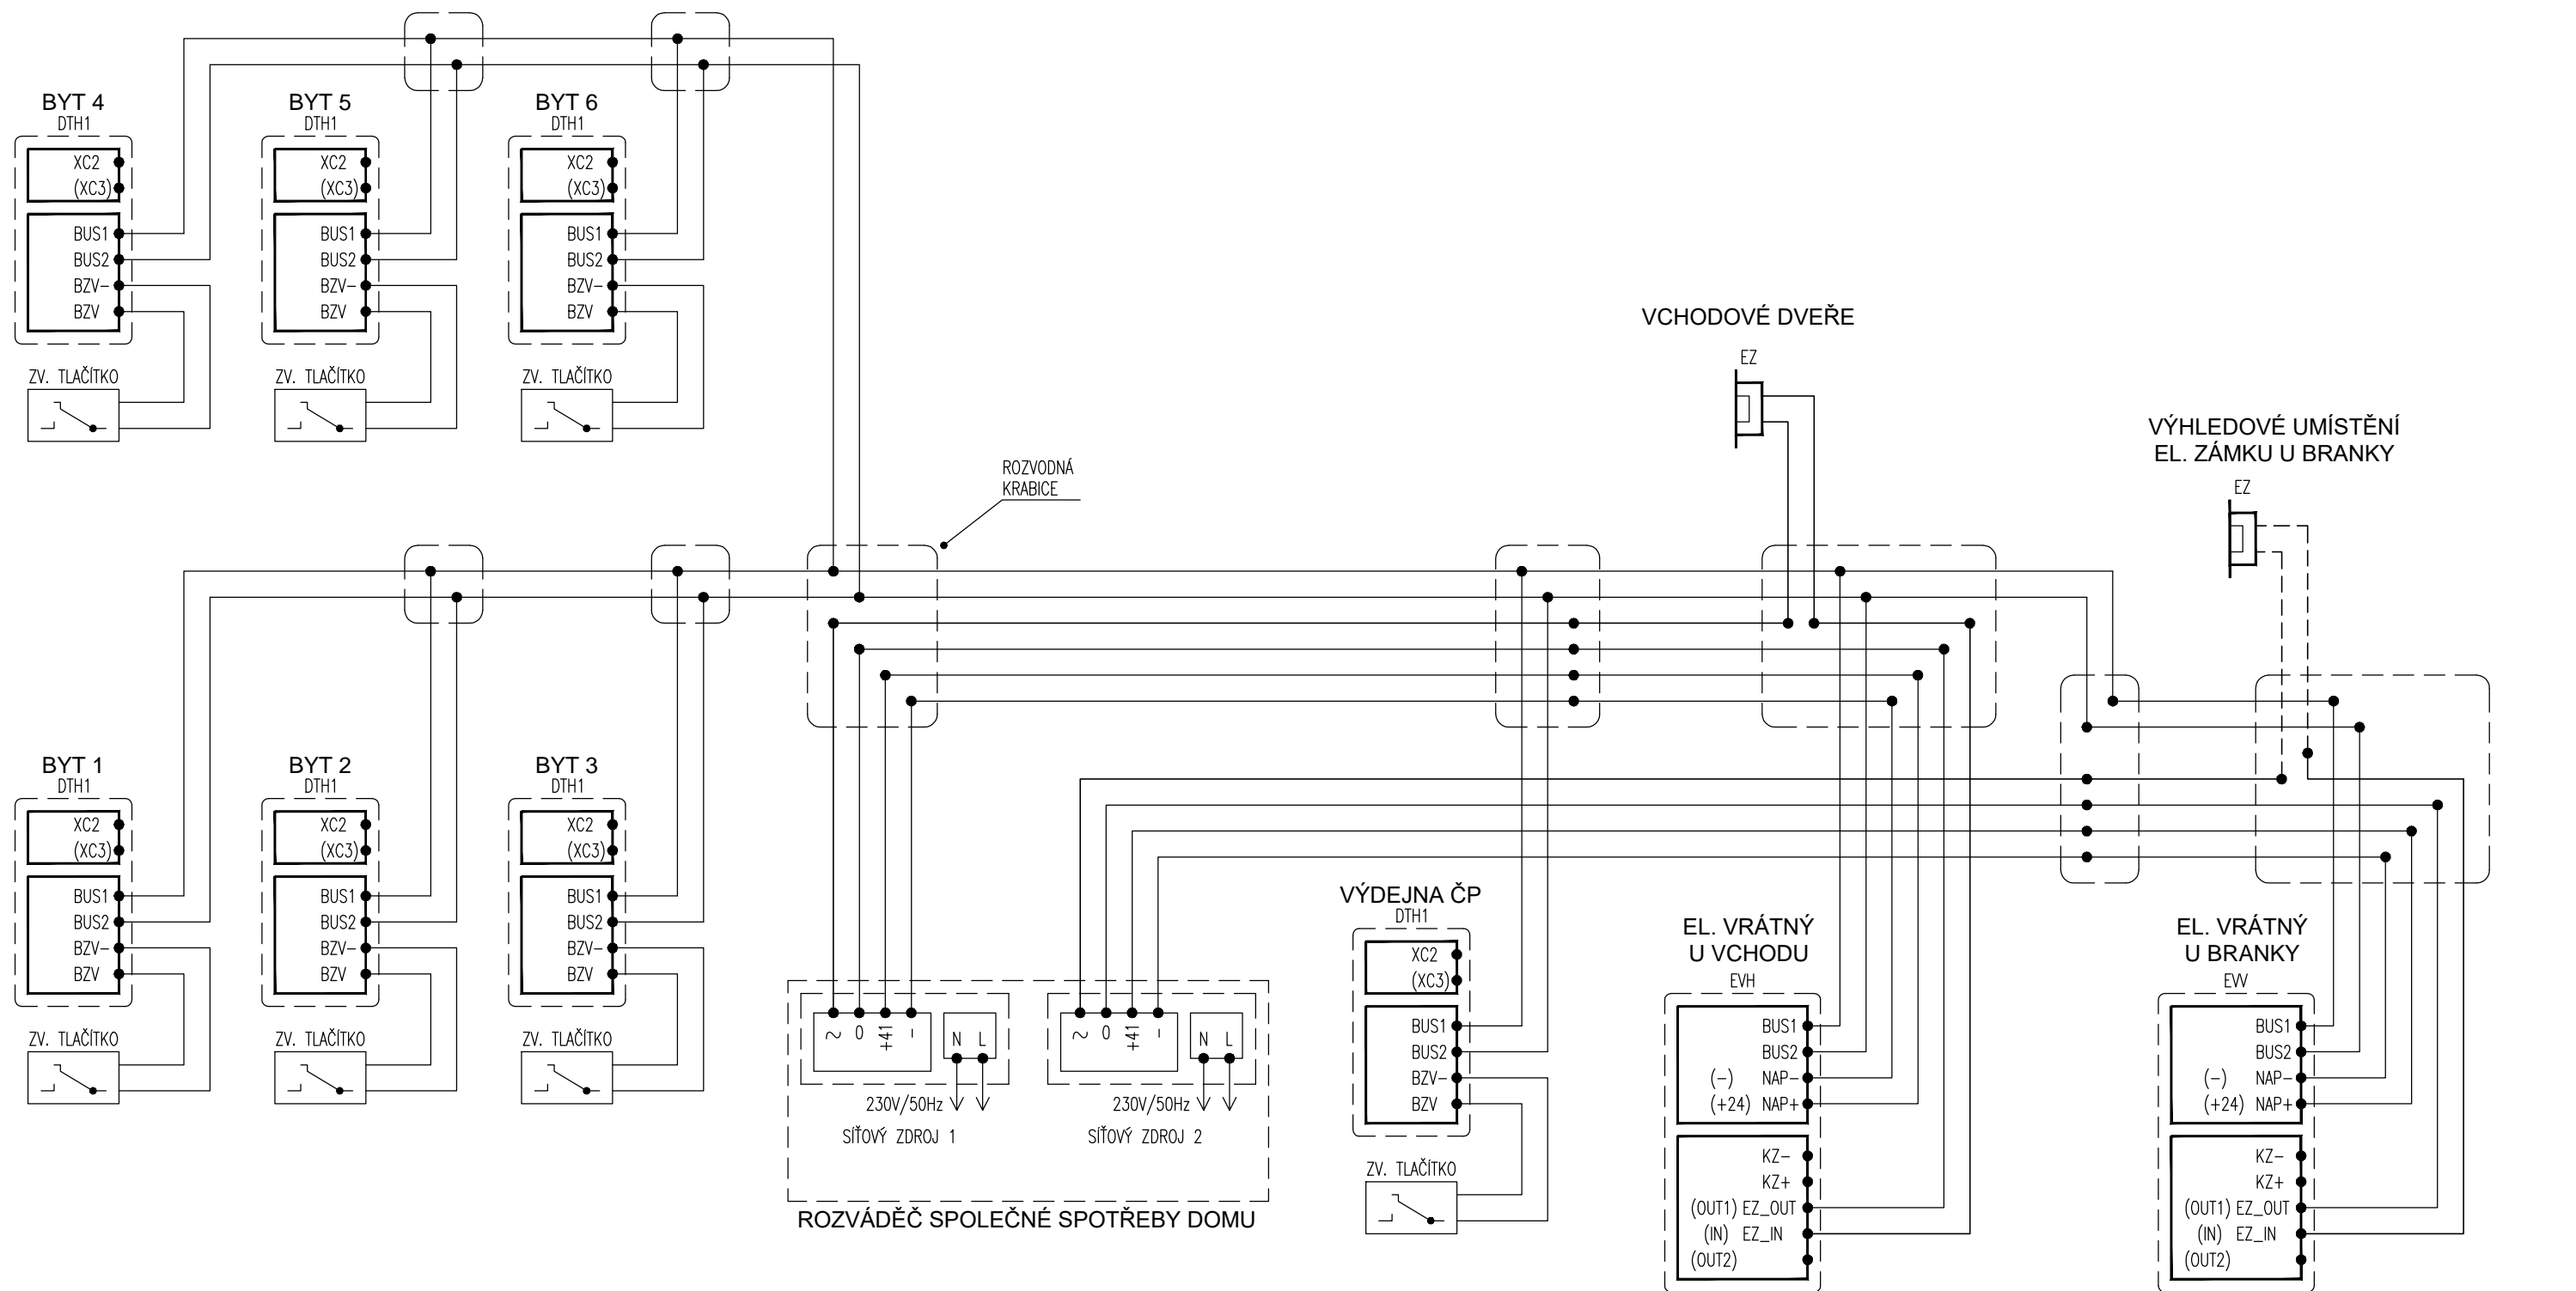 BYT 4
DTH1
XC2
(XC3)
BUS1
BUS2
BZV-
BZV
ZV. TLAČÍTKO
BYT 5
DTH1
XC2
(XC3)
BUS1
BUS2
BZV-
BZV
ZV. TLAČÍTKO
BYT 6
DTH1
XC2
(XC3)
BUS1
BUS2
BZV-
BZV
ZV. TLAČÍTKO
VCHODOVÉ DVEŘE
EZ
VÝHLEDOVÉ UMÍSTĚNÍ
EL. ZÁMKU U BRANKY
EZ
ROZVODNÁ
KRABICE
BYT 1
DTH1
XC2
(XC3)
BUS1
BUS2
BZV-
BZV
ZV. TLAČÍTKO
BYT 2
DTH1
XC2
(XC3)
BUS1
BUS2
BZV-
BZV
ZV. TLAČÍTKO
BYT 3
DTH1
XC2
(XC3)
BUS1
BUS2
BZV-
BZV
ZV. TLAČÍTKO
~ 0 +41 -
N L
230V/50Hz
SÍŤOVÝ ZDROJ 1
~ 0 +41 -
N L
230V/50Hz
SÍŤOVÝ ZDROJ 2
ROZVÁDĚČ SPOLEČNÉ SPOTŘEBY DOMU
VÝDEJNA ČP
DTH1
XC2
(XC3)
BUS1
BUS2
BZV-
BZV
ZV. TLAČÍTKO
EL. VRÁTNÝ
U VCHODU
EVH
BUS1
BUS2
(-) NAP-
(+24) NAP+
KZ-
KZ+
(OUT1) EZ_OUT
(IN) EZ_IN
(OUT2)
EL. VRÁTNÝ
U BRANKY
EVV
BUS1
BUS2
(-) NAP-
(+24) NAP+
KZ-
KZ+
(OUT1) EZ_OUT
(IN) EZ_IN
(OUT2)